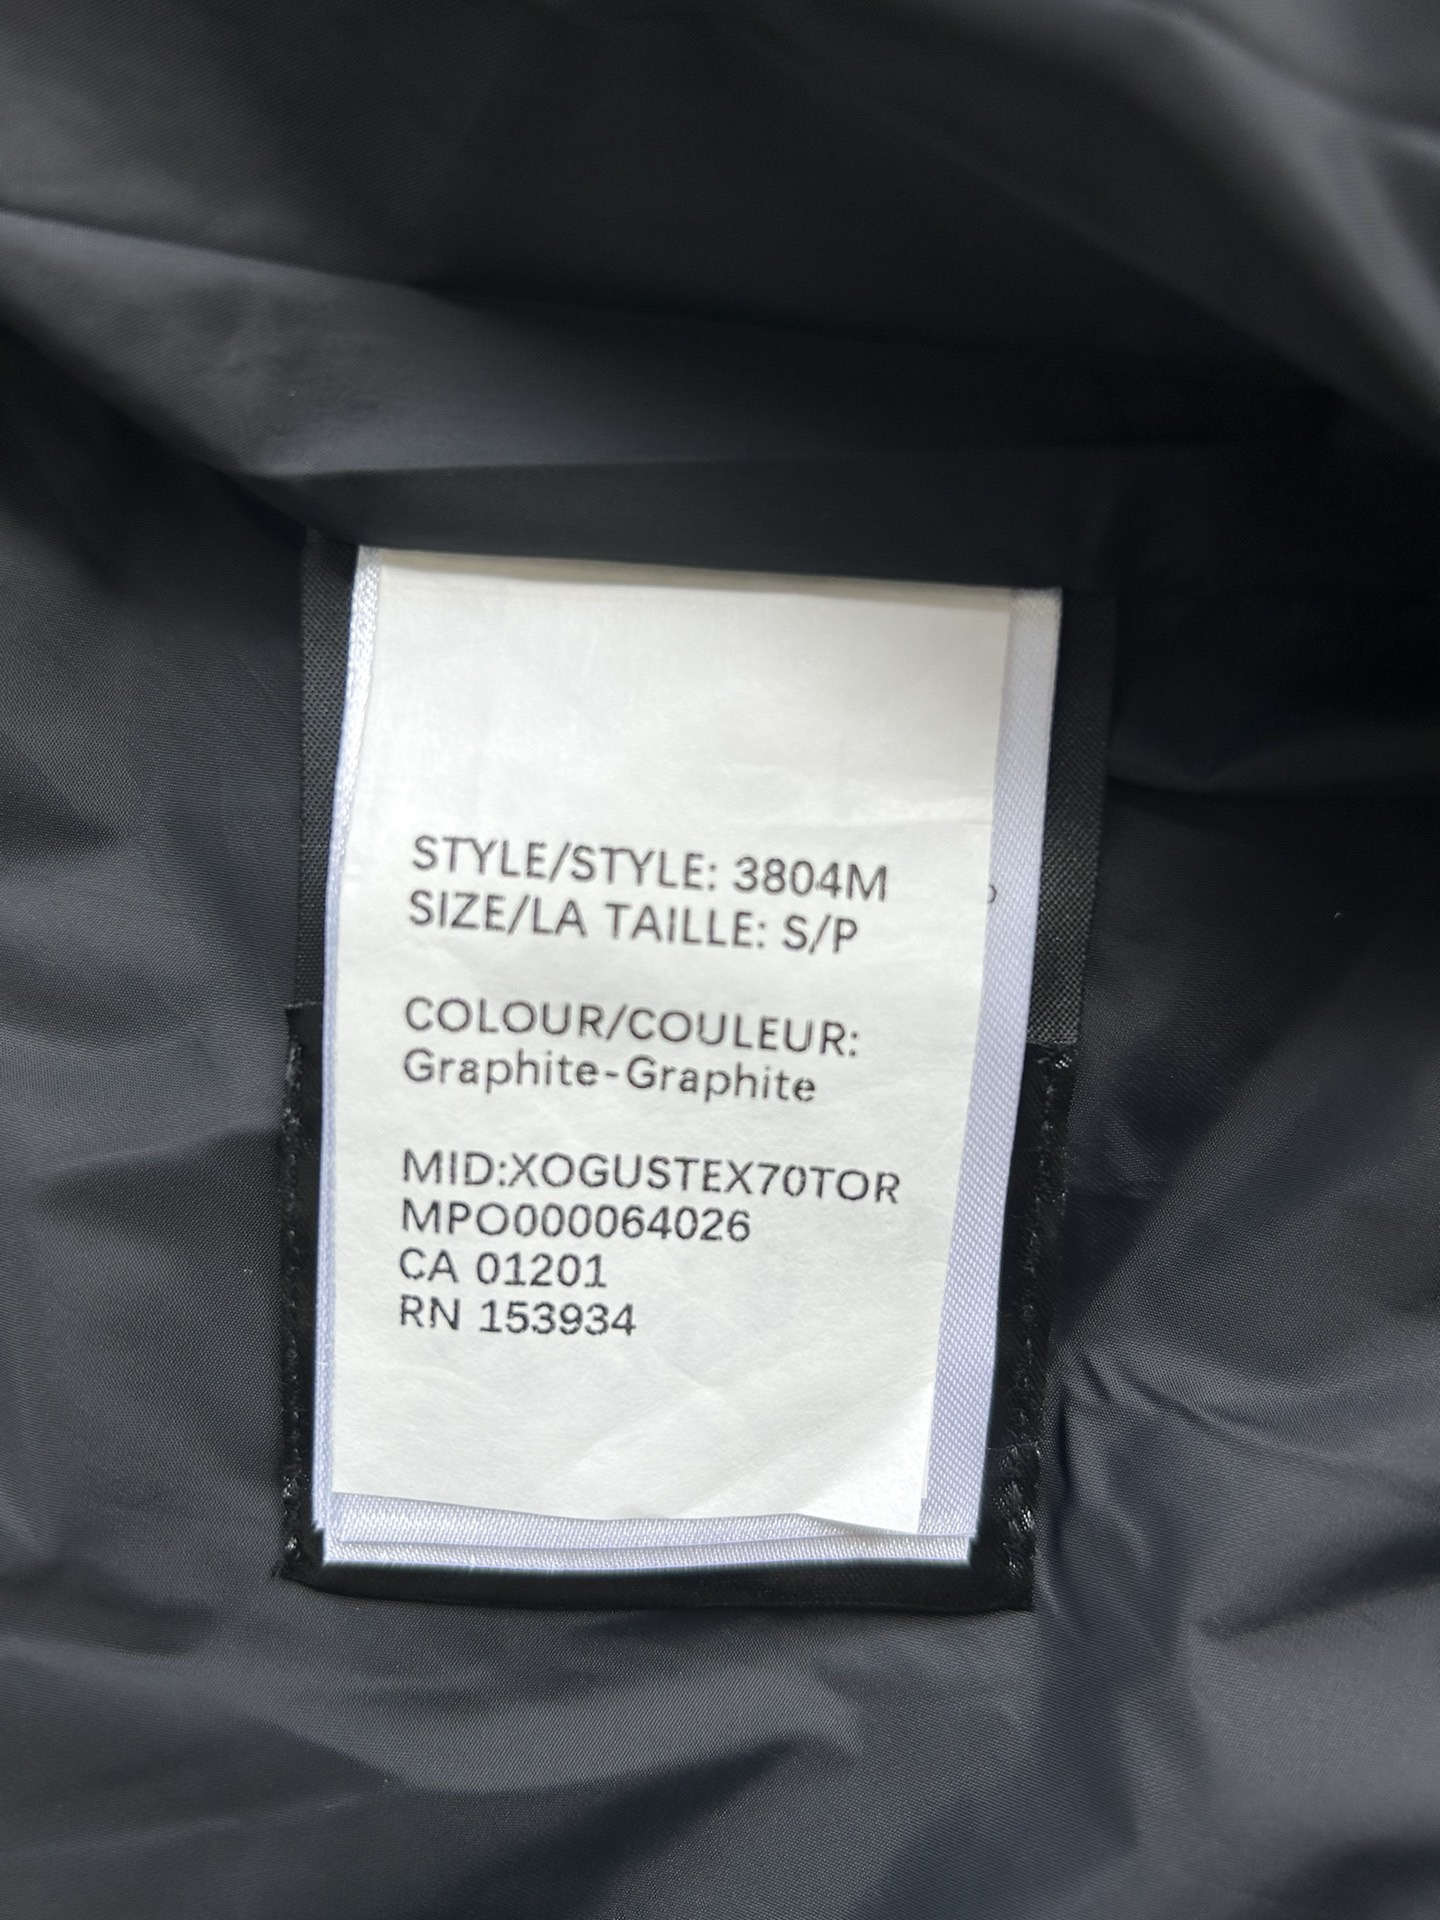 STYLE/STYLE: 3804M
SIZE/LA TAILLE: S/P
COLOUR/COULEUR:
Graphite-Graphite
MID:XOGUSTEX70TOR
MPO000064026
CA 01201
RN 153934